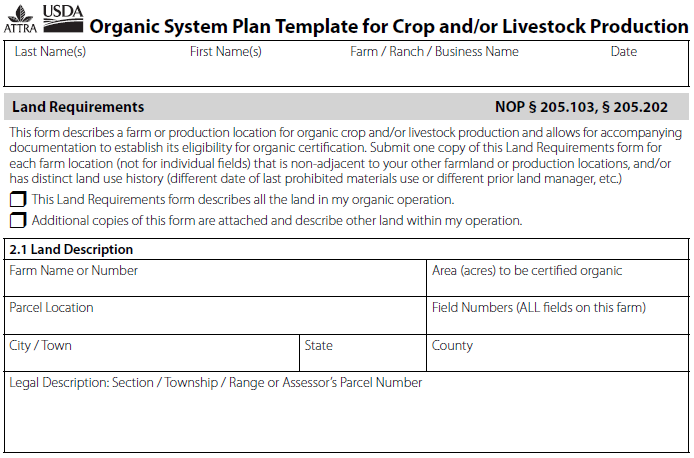 ATTRA USDA Organic System Plan Template for Crop and/or Livestock Production
Last Name(s) First Name(s) Farm / Ranch / Business Name Date
Land Requirements NOP § 205.103, § 205.202
This form describes a farm or production location for organic crop and/or livestock production and allows for accompanying
documentation to establish its eligibility for organic certification. Submit one copy of this Land Requirements form for
each farm location (not for individual fields) that is non-adjacent to your other farmland or production locations, and/or
has distinct land use history (different date of last prohibited materials use or different prior land manager, etc.)
This Land Requirements form describes all the land in my organic operation.
Additional copies of this form are attached and describe other land within my operation.
2.1 Land Description
Farm Name or Number Area (acres) to be certified organic
Parcel Location Field Numbers (ALL fields on this farm)
City / Town State County
Legal Description: Section / Township / Range or Assessor's Parcel Number